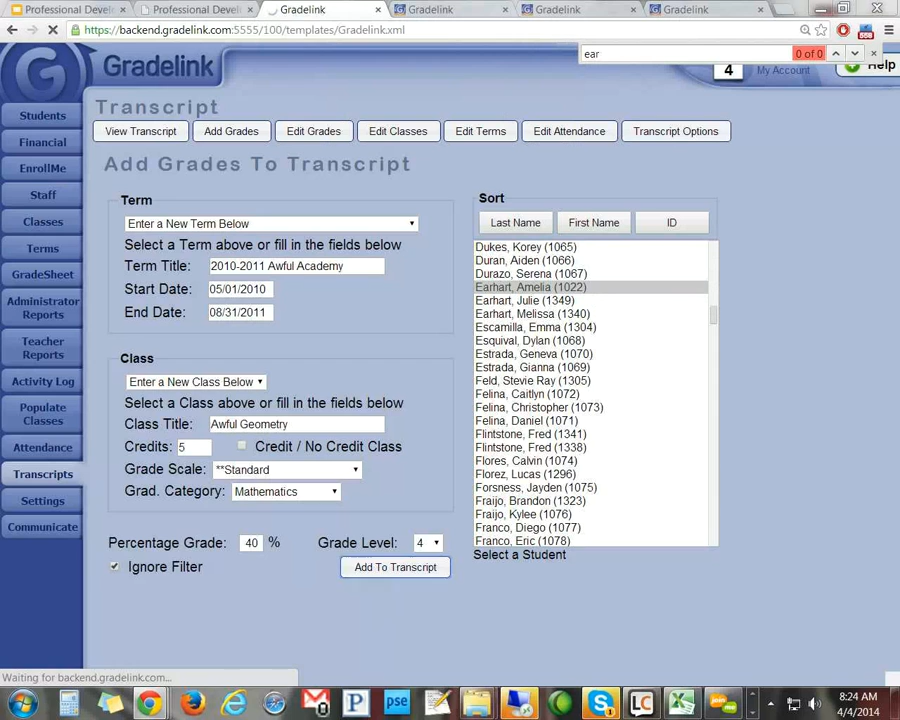 Professional Devel
Professional Devel
Gradelink
Gradelink
Gradelink
Gradelink
https://backend.gradelink.com:5555/100/templates/Gradelink.xml
ear
0 of 0
Gradelink
4
My Account
Help
Transcript
View Transcript
Add Grades
Edit Grades
Edit Classes
Edit Terms
Edit Attendance
Transcript Options
Add Grades To Transcript
Students
Financial
EnrollMe
Staff
Classes
Terms
GradeSheet
Administrator
Reports
Teacher
Reports
Activity Log
Populate
Classes
Attendance
Transcripts
Settings
Communicate
Term
Enter a New Term Below
Select a Term above or fill in the fields below
Term Title: 2010-2011 Awful Academy
Start Date: 05/01/2010
End Date: 08/31/2011
Class
Enter a New Class Below
Select a Class above or fill in the fields below
Class Title: Awful Geometry
Credits: 5 Credit / No Credit Class
Grade Scale: **Standard
Grad. Category: Mathematics
Percentage Grade: 40 % Grade Level: 4
Ignore Filter
Add To Transcript
Sort
Last Name
First Name
ID
Dukes, Korey (1065)
Duran, Aiden (1066)
Durazo, Serena (1067)
Earhart, Amelia (1022)
Earhart, Julie (1349)
Earhart, Melissa (1340)
Escamilla, Emma (1304)
Esquival, Dylan (1068)
Estrada, Geneva (1070)
Estrada, Gianna (1069)
Feld, Stevie Ray (1305)
Felina, Caitlyn (1072)
Felina, Christopher (1073)
Felina, Daniel (1071)
Flintstone, Fred (1341)
Flintstone, Fred (1338)
Flores, Calvin (1074)
Florez, Lucas (1296)
Forsness, Jayden (1075)
Fraijo, Brandon (1323)
Fraijo, Kylee (1076)
Franco, Diego (1077)
Franco, Eric (1078)
Select a Student
Waiting for backend.gradelink.com...
pse
LC
8:24 AM
4/4/2014